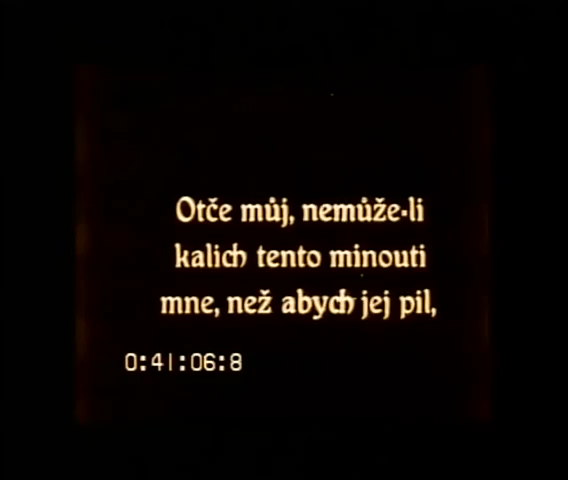 Otče můj, nemůže-li
kalich tento minouti
mne, než abych jej pil,
0:41:06:8